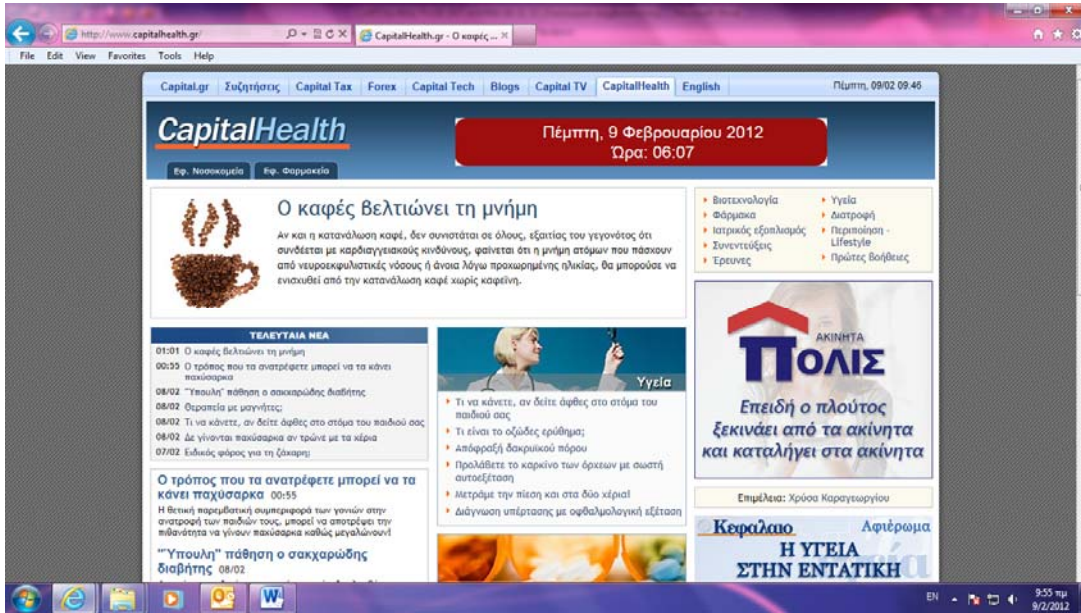 http://www.capitalhealth.gr/
CapitalHealth.gr - Ο καφές ...
File Edit View Favorites Tools Help
Capital.gr Συζητήσεις Capital Tax Forex Capital Tech Blogs Capital TV CapitalHealth English
Πέμπτη, 09/02 09:46
CapitalHealth
Πέμπτη, 9 Φεβρουαρίου 2012
Ώρα: 06:07
Εφ. Νοσοκομεία Εφ. Φαρμακεία
Ο καφές βελτιώνει τη μνήμη
Αν και η κατανάλωση καφέ, δεν συνιστάται σε όλους, εξαιτίας του γεγονότος ότι
συνδέεται με καρδιαγγειακούς κινδύνους, φαίνεται ότι η μνήμη ατόμων που πάσχουν
από νευροεκφυλιστικές νόσους ή άνοια λόγω προχωρημένης ηλικίας, θα μπορούσε να
ενισχυθεί από την κατανάλωση καφέ χωρίς καφεΐνη.
Βιοτεχνολογία
Φάρμακα
Ιατρικός εξοπλισμός
Συνεντεύξεις
Έρευνες
Υγεία
Διατροφή
Περιποίηση -
Lifestyle
Πρώτες Βοήθειες
ΤΕΛΕΥΤΑΙΑ ΝΕΑ
01:01 Ο καφές βελτιώνει τη μνήμη
00:55 Ο τρόπος που τα ανατρέφετε μπορεί να τα κάνει
παχύσαρκα
08/02 "Ύπουλη" πάθηση ο σακχαρώδης διαβήτης
08/02 Θεραπεία με μαγνήτες;
08/02 Τι να κάνετε, αν δείτε άφθες στο στόμα του παιδιού σας
08/02 Δε γίνονται παχύσαρκα αν τρώνε με τα χέρια
07/02 Ειδικός φόρος για τη ζάχαρη;
Ο τρόπος που τα ανατρέφετε μπορεί να τα
κάνει παχύσαρκα 00:55
Η θετική παρεμβατική συμπεριφορά των γονιών στην
ανατροφή των παιδιών τους, μπορεί να αποτρέψει την
πιθανότητα να γίνουν παχύσαρκα καθώς μεγαλώνουν!
"Ύπουλη" πάθηση ο σακχαρώδης
διαβήτης 08/02
Υγεία
Τι να κάνετε, αν δείτε άφθες στο στόμα του
παιδιού σας
Τι είναι το οζώδες ερύθημα;
Απόφραξή δακρυϊκού πόρου
Προλάβετε το καρκίνο των όρχεων με σωστή
αυτοεξέταση
Μετράμε την πίεση και στα δύο χέρια!
Διάγνωση υπέρτασης με οφθαλμολογική εξέταση
ΑΚΙΝΗΤΑ
ΠΟΛΙΣ
Επειδή ο πλούτος
ξεκινάει από τα ακίνητα
και καταλήγει στα ακίνητα
Επιμέλεια: Χρύσα Καραγεωργίου
Κεφαλαιο Αφιέρωμα
Η ΥΓΕΙΑ
ΣΤΗΝ ΕΝΤΑΤΙΚΗ
EN
9:55 πμ
9/2/2012